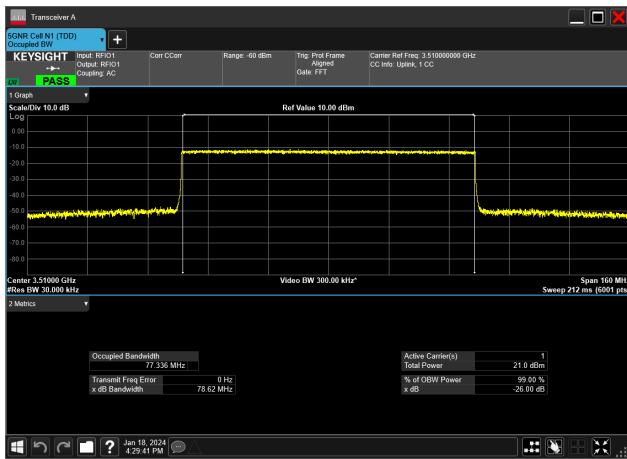 Transceiver A
5GNR Cell N1 (TDD)
Occupied BW
KEYSIGHT
Input: RFIO1
Output: RFIO1
Coupling: AC
Corr CCorr
Range: -60 dBm
Trig: Prot Frame
Aligned
Gate: FFT
Carrier Ref Freq: 3.510000000 GHz
CC Info: Uplink, 1 CC
PASS
1 Graph
Scale/Div 10.0 dB
Ref Value 10.00 dBm
Log
0.00
-10.0
-20.0
-30.0
-40.0
-50.0
-60.0
-70.0
-80.0
Center 3.51000 GHz
Video BW 300.00 kHz*
Span 160 MH
#Res BW 30.000 kHz
Sweep 212 ms (6001 pts
2 Metrics
Occupied Bandwidth
77.336 MHz
Transmit Freq Error 0 Hz
x dB Bandwidth 78.62 MHz
Active Carrier(s) 1
Total Power 21.0 dBm
% of OBW Power 99.00 %
x dB -26.00 dB
Jan 18, 2024
4:29:41 PM